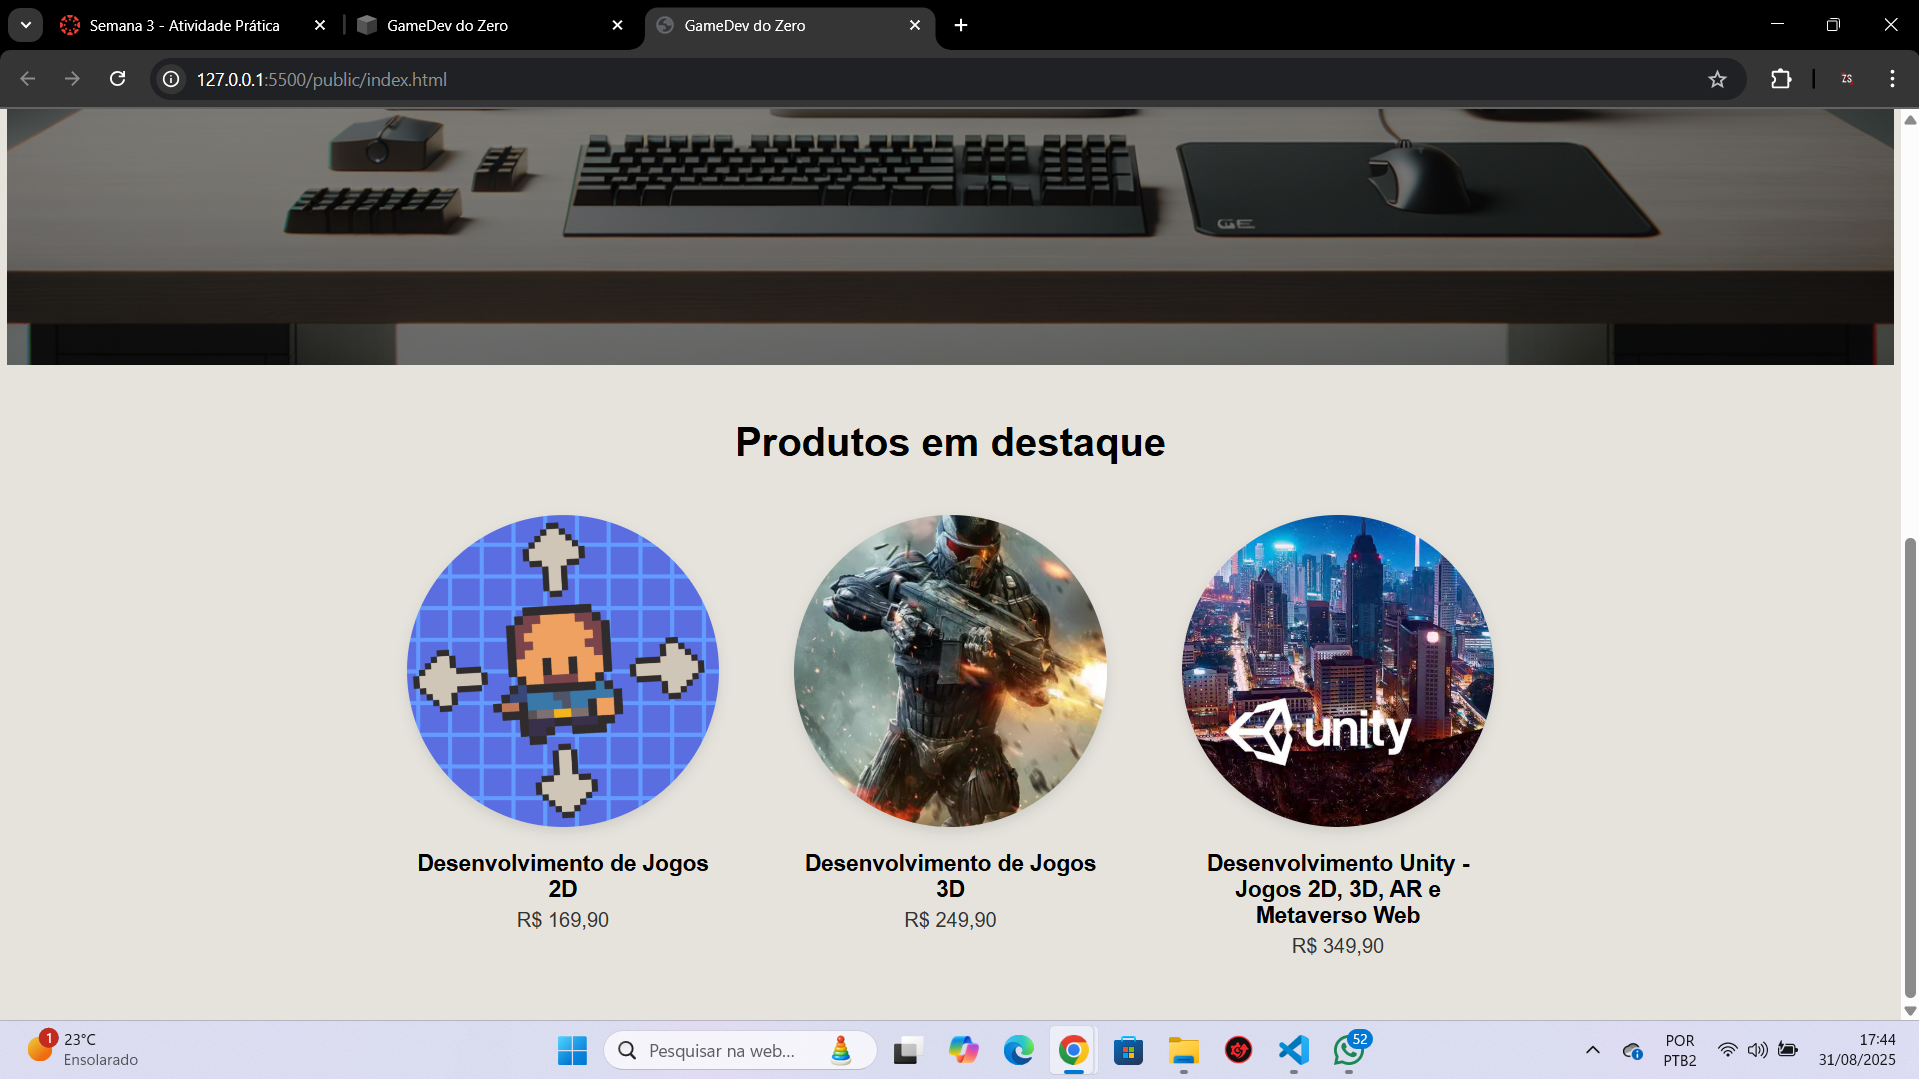 Semana 3 - Atividade Prática
GameDev do Zero
GameDev do Zero
127.0.0.1:5500/public/index.html
ZS
GE
Produtos em destaque
unity
Desenvolvimento de Jogos
2D
R$ 169,90
Desenvolvimento de Jogos
3D
R$ 249,90
Desenvolvimento Unity -
Jogos 2D, 3D, AR e
Metaverso Web
R$ 349,90
1
23°C
Ensolarado
Pesquisar na web...
52
POR
PTB2
17:44
31/08/2025